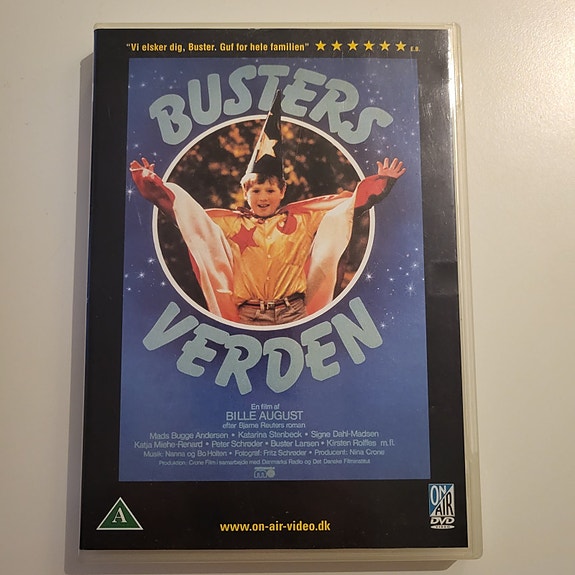 "Vi elsker dig, Buster. Guf for hele familien" ★★★★★★ E.B.
BUSTERS
VERDEN
En film af
BILLE AUGUST
efter Bjarne Reuters roman
Mads Bugge Andersen • Katarina Stenbeck • Signe Dahl-Madsen
Katja Miehe-Renard • Peter Schrøder • Buster Larsen • Kirsten Rolffes m.fl.
Musik: Nanna og Bo Holten • Fotograf: Fritz Schrøder • Producent: Nina Crone
Produktion: Crone Film i samarbejde med Danmarks Radio og Det Danske Filminstitut
A
www.on-air-video.dk
ON
AIR
DVD
VIDEO